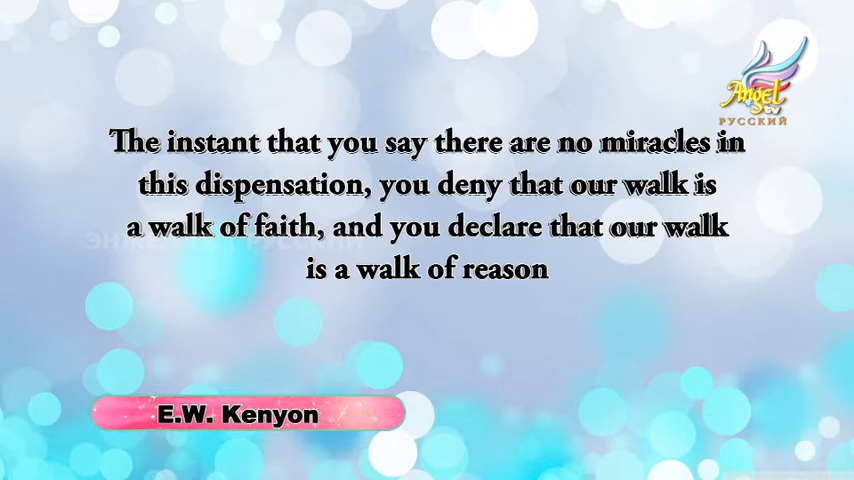 Angel
tv
РУССКИЙ
The instant that you say there are no miracles in
this dispensation, you deny that our walk is
a walk of faith, and you declare that our walk
is a walk of reason
E.W. Kenyon